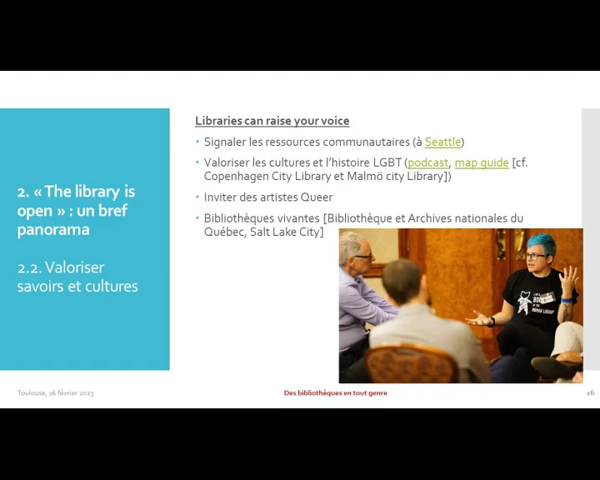 2. « The library is
open » : un bref
panorama
2.2. Valoriser
savoirs et cultures
Libraries can raise your voice
• Signaler les ressources communautaires (à Seattle)
• Valoriser les cultures et l'histoire LGBT (podcast, map guide [cf.
Copenhagen City Library et Malmö city Library])
• Inviter des artistes Queer
• Bibliothèques vivantes [Bibliothèque et Archives nationales du
Québec, Salt Lake City]
Toulouse, 16 février 2023
Des bibliothèques en tout genre
16